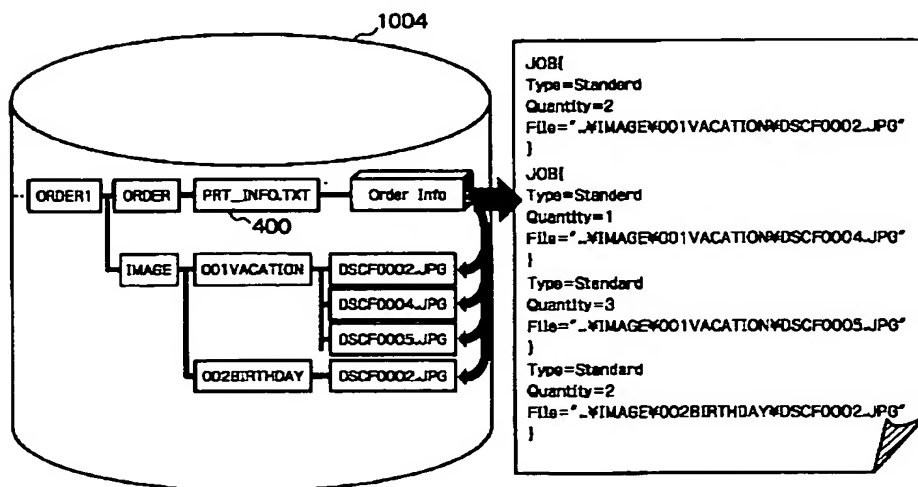 1004
ORDER1
ORDER
PRT_INFO.TXT
Order Info
400
IMAGE
001VACATION
DSCF0002.JPG
DSCF0004.JPG
DSCF0005.JPG
002BIRTHDAY
DSCF0002.JPG
JOB{
Type=Standerd
Quantity=2
File="..¥IMAGE¥001VACATION¥DSCF0002.JPG"
}
JOB{
Type=Standerd
Quantity=1
File="..¥IMAGE¥001VACATION¥DSCF0004.JPG"
}
Type=Standard
Quantity=3
File="..¥IMAGE¥001VACATION¥DSCF0005.JPG"
}
Type=Standard
Quantity=2
File="..¥IMAGE¥002BIRTHDAY¥DSCF0002.JPG"
}